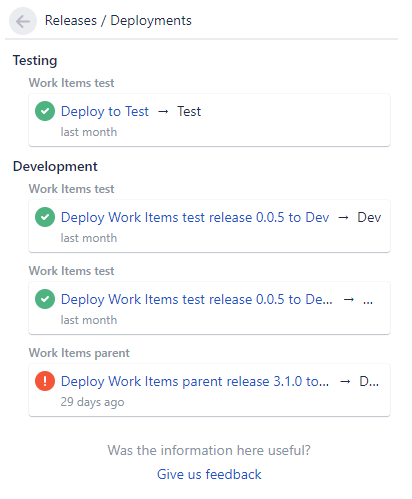 Releases / Deployments
Testing
Work Items test
Deploy to Test → Test
last month
Development
Work Items test
Deploy Work Items test release 0.0.5 to Dev → Dev
last month
Work Items test
Deploy Work Items test release 0.0.5 to De... → ...
last month
Work Items parent
Deploy Work Items parent release 3.1.0 to... → D...
29 days ago
Was the information here useful?
Give us feedback